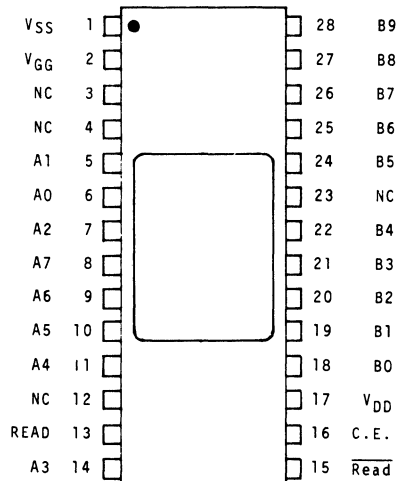 VSS 1 28 B9
VGG 2 27 B8
NC 3 26 B7
NC 4 25 B6
A1 5 24 B5
A0 6 23 NC
A2 7 22 B4
A7 8 21 B3
A6 9 20 B2
A5 10 19 B1
A4 11 18 B0
NC 12 17 VDD
READ 13 16 C.E.
A3 14 15 Read